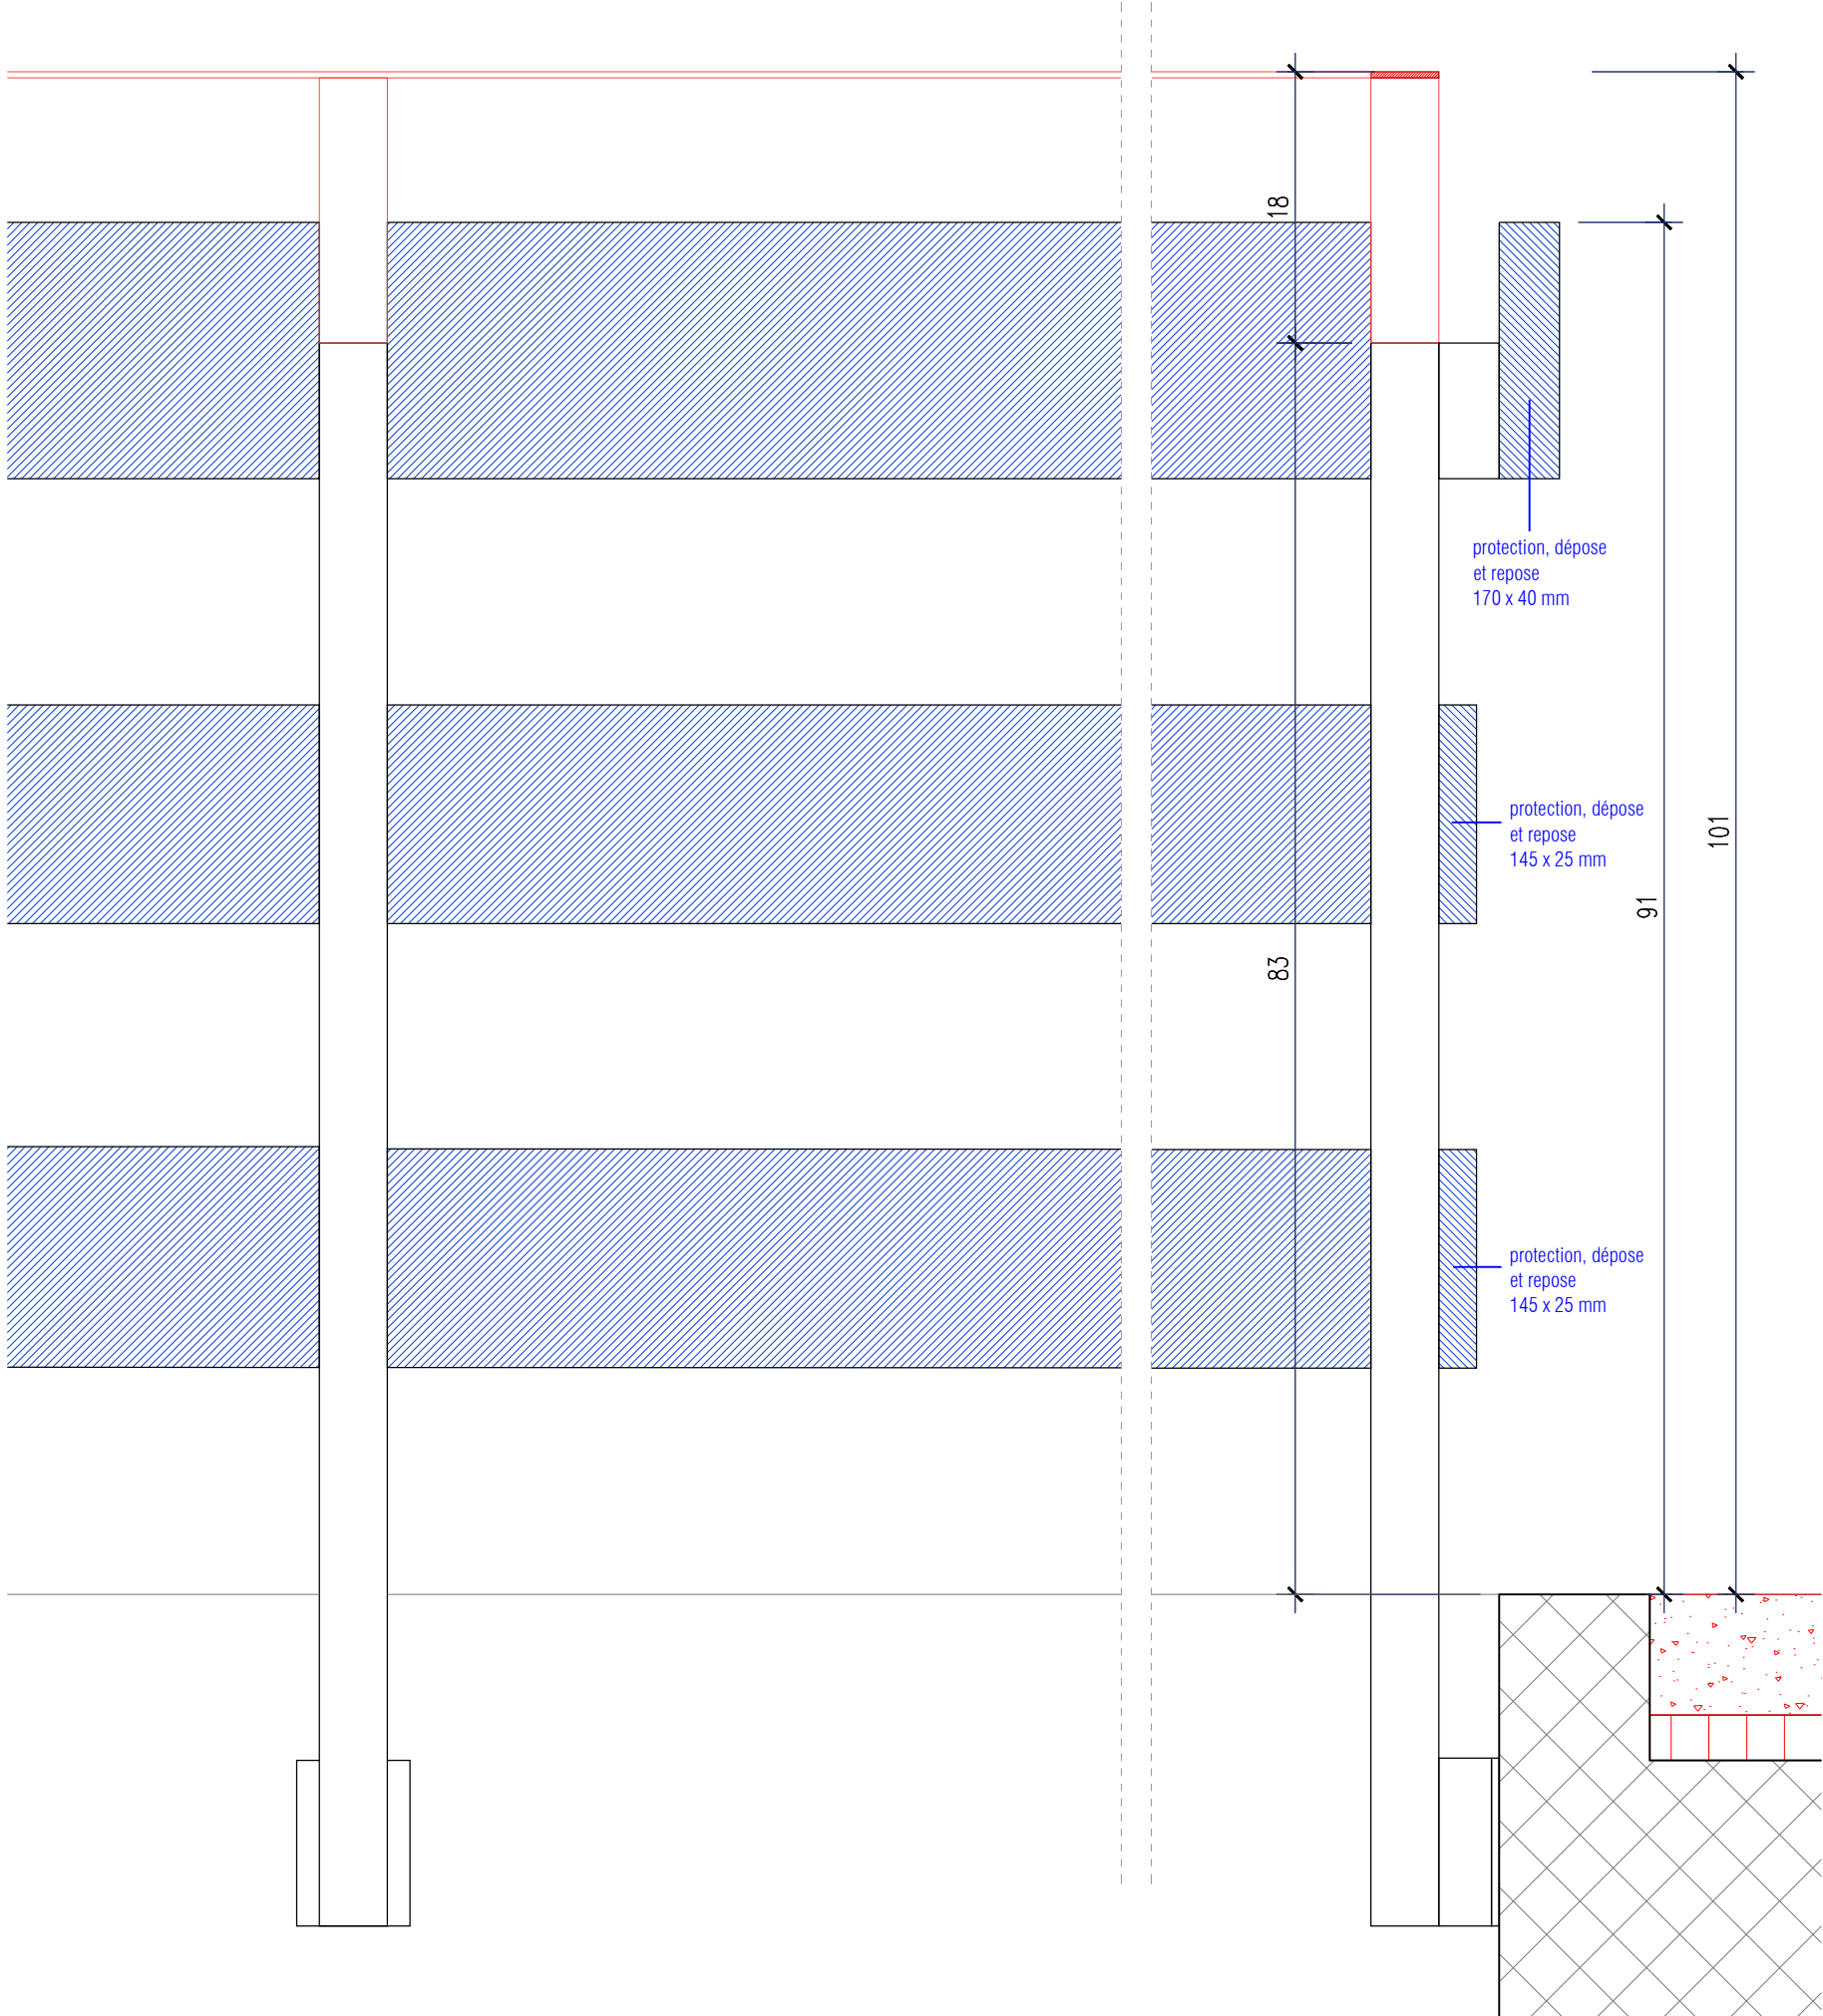 18
protection, dépose
et repose
170 x 40 mm
protection, dépose
et repose
145 x 25 mm
101
91
83
protection, dépose
et repose
145 x 25 mm